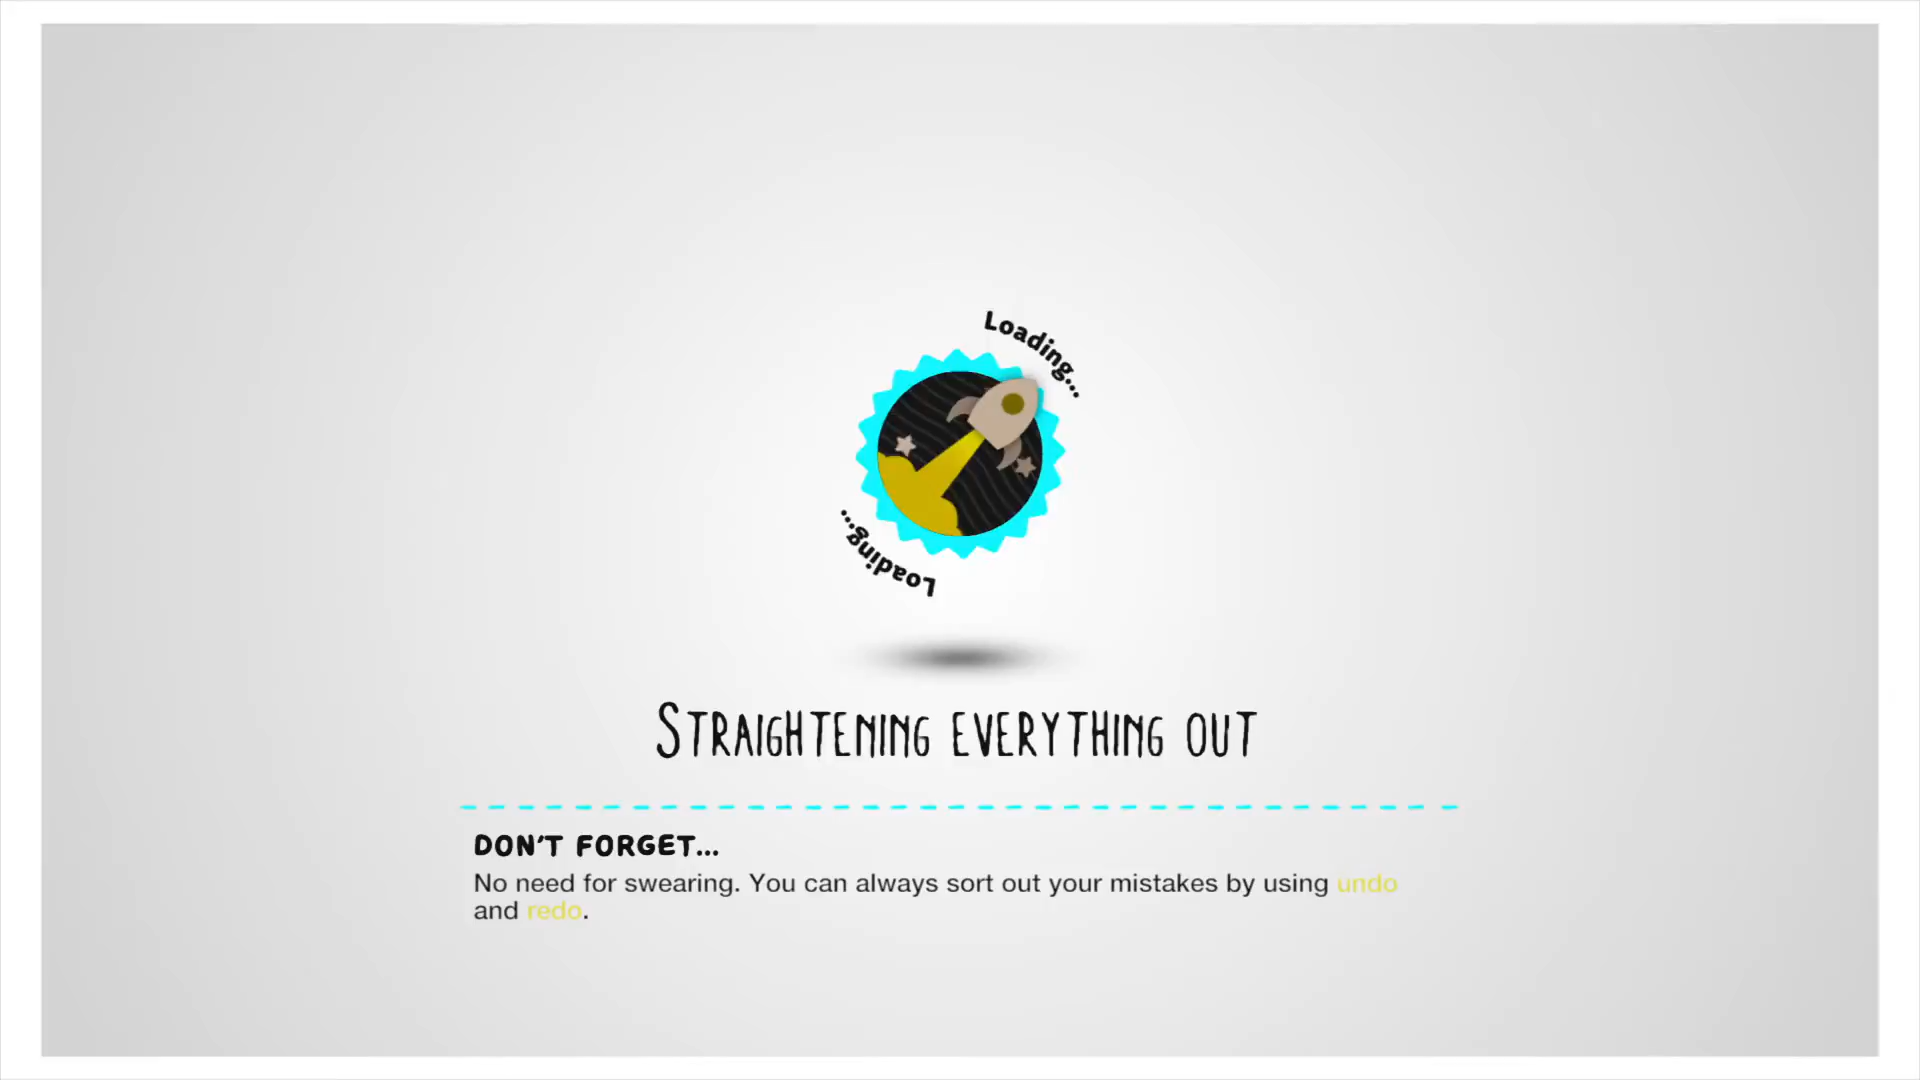 Loading...
Loading...
STRAIGHTENING EVERYTHING OUT
DON'T FORGET...
No need for swearing. You can always sort out your mistakes by using undo
and redo.